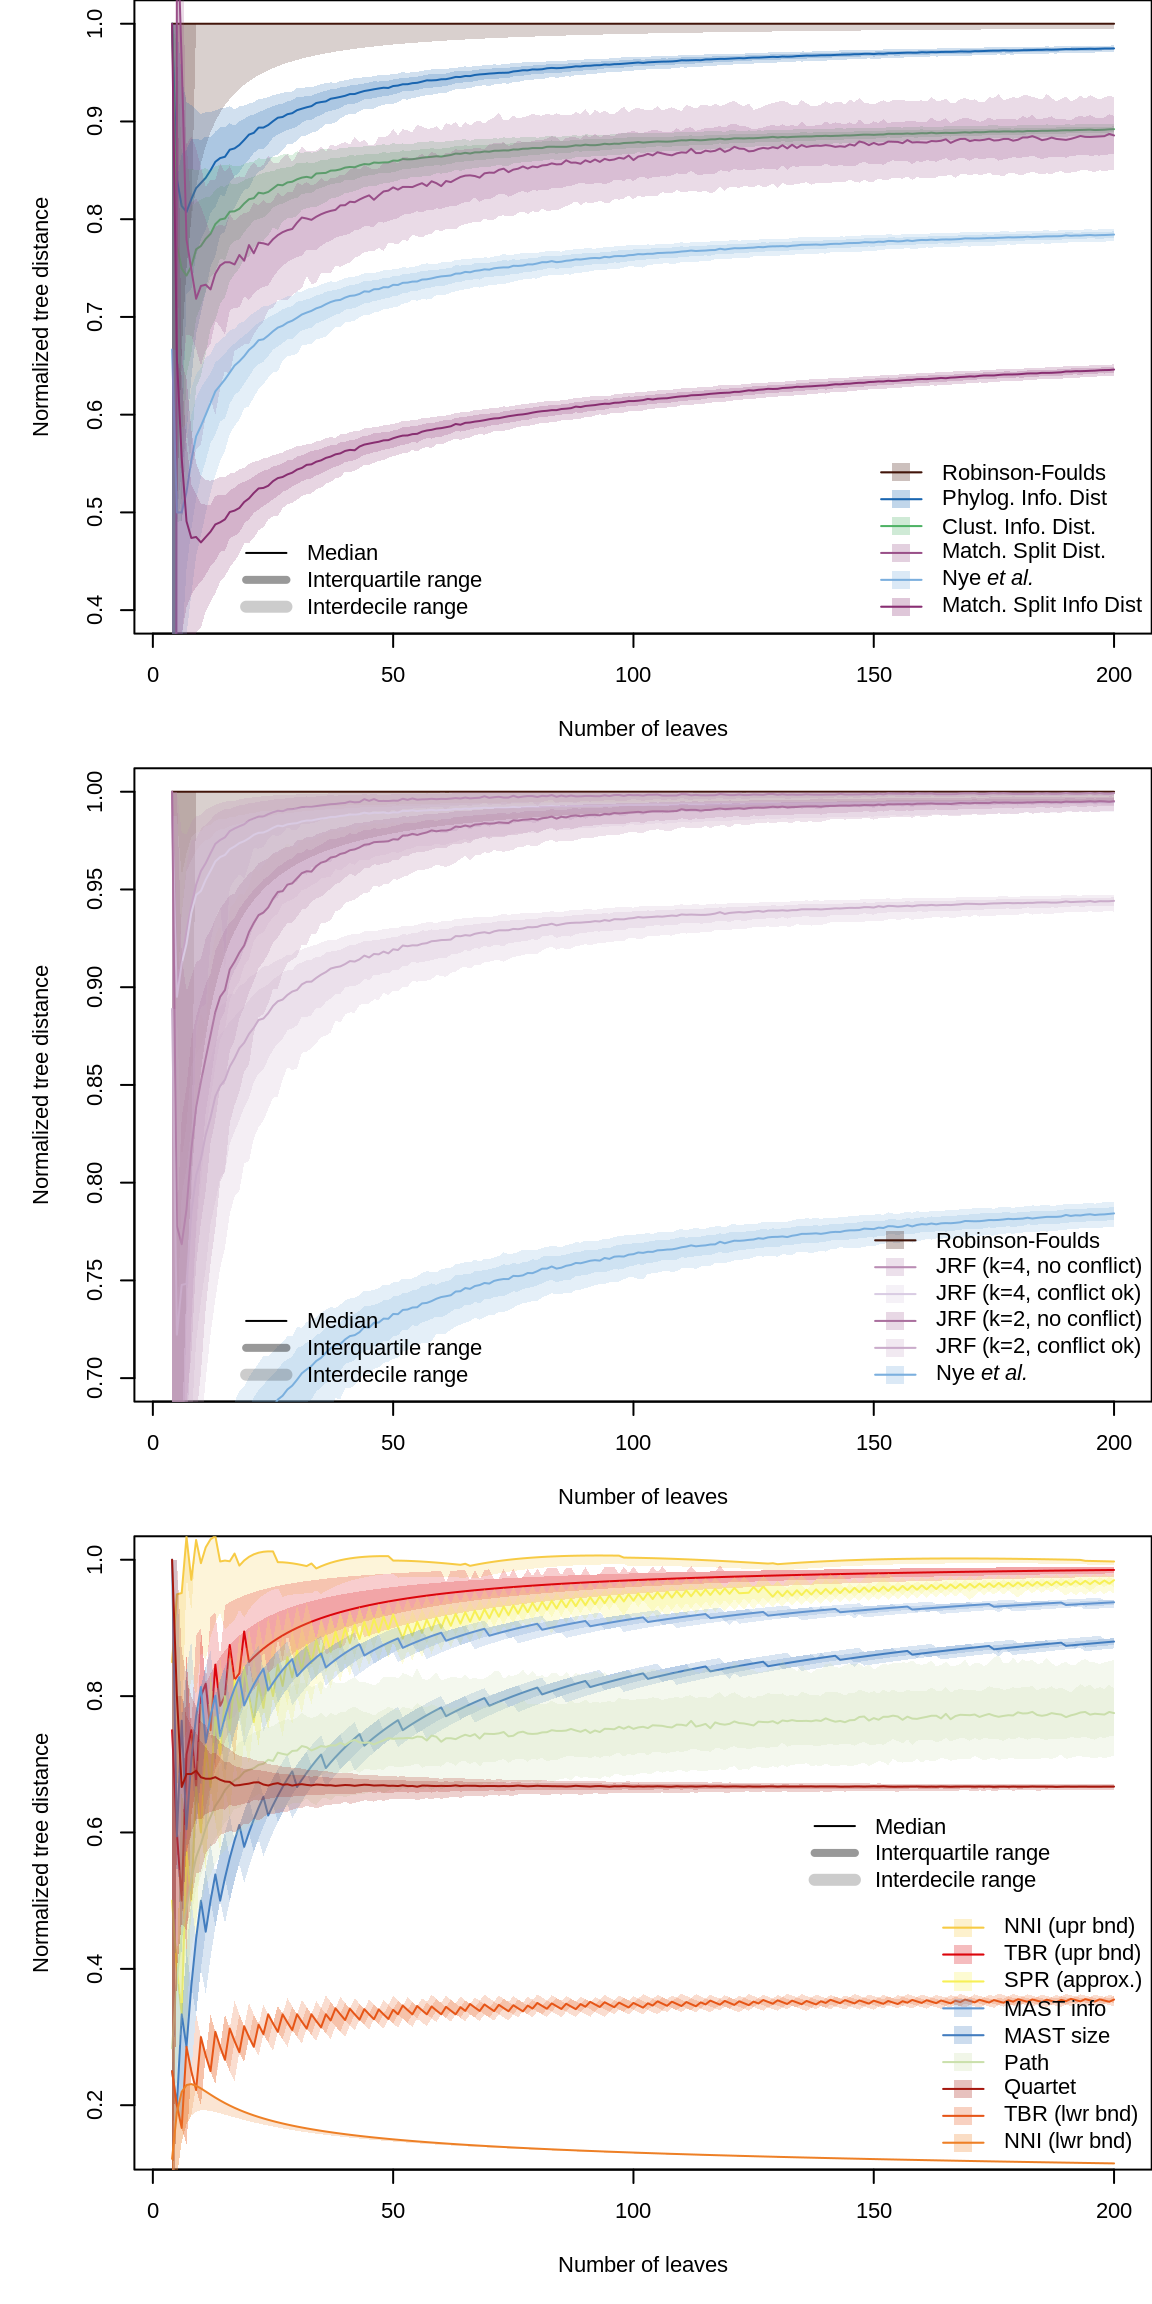 1.0
0.9
0.8
0.7
0.6
0.5
0.4
Normalized tree distance
Robinson-Foulds
Phylog. Info. Dist
Clust. Info. Dist.
Match. Split Dist.
Nye et al.
Match. Split Info Dist
Median
Interquartile range
Interdecile range
0 50 100 150 200
Number of leaves
1.00
0.95
0.90
0.85
0.80
0.75
0.70
Normalized tree distance
Robinson-Foulds
JRF (k=4, no conflict)
JRF (k=4, conflict ok)
JRF (k=2, no conflict)
JRF (k=2, conflict ok)
Nye et al.
Median
Interquartile range
Interdecile range
0 50 100 150 200
Number of leaves
1.0
0.8
0.6
0.4
0.2
Normalized tree distance
Median
Interquartile range
Interdecile range
NNI (upr bnd)
TBR (upr bnd)
SPR (approx.)
MAST info
MAST size
Path
Quartet
TBR (lwr bnd)
NNI (lwr bnd)
0 50 100 150 200
Number of leaves